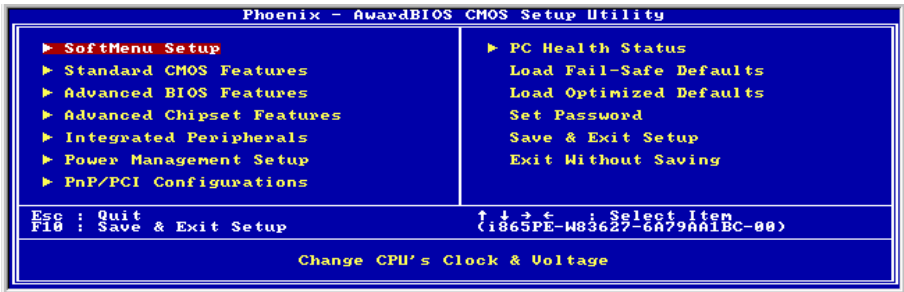 Phoenix - AwardBIOS CMOS Setup Utility
► SoftMenu Setup
► Standard CMOS Features
► Advanced BIOS Features
► Advanced Chipset Features
► Integrated Peripherals
► Power Management Setup
► PnP/PCI Configurations
► PC Health Status
Load Fail-Safe Defaults
Load Optimized Defaults
Set Password
Save & Exit Setup
Exit Without Saving
Esc : Quit
F10 : Save & Exit Setup
↑ ↓ → ← : Select Item
(i865PE-W83627-6A79AA1BC-00)
Change CPU's Clock & Voltage